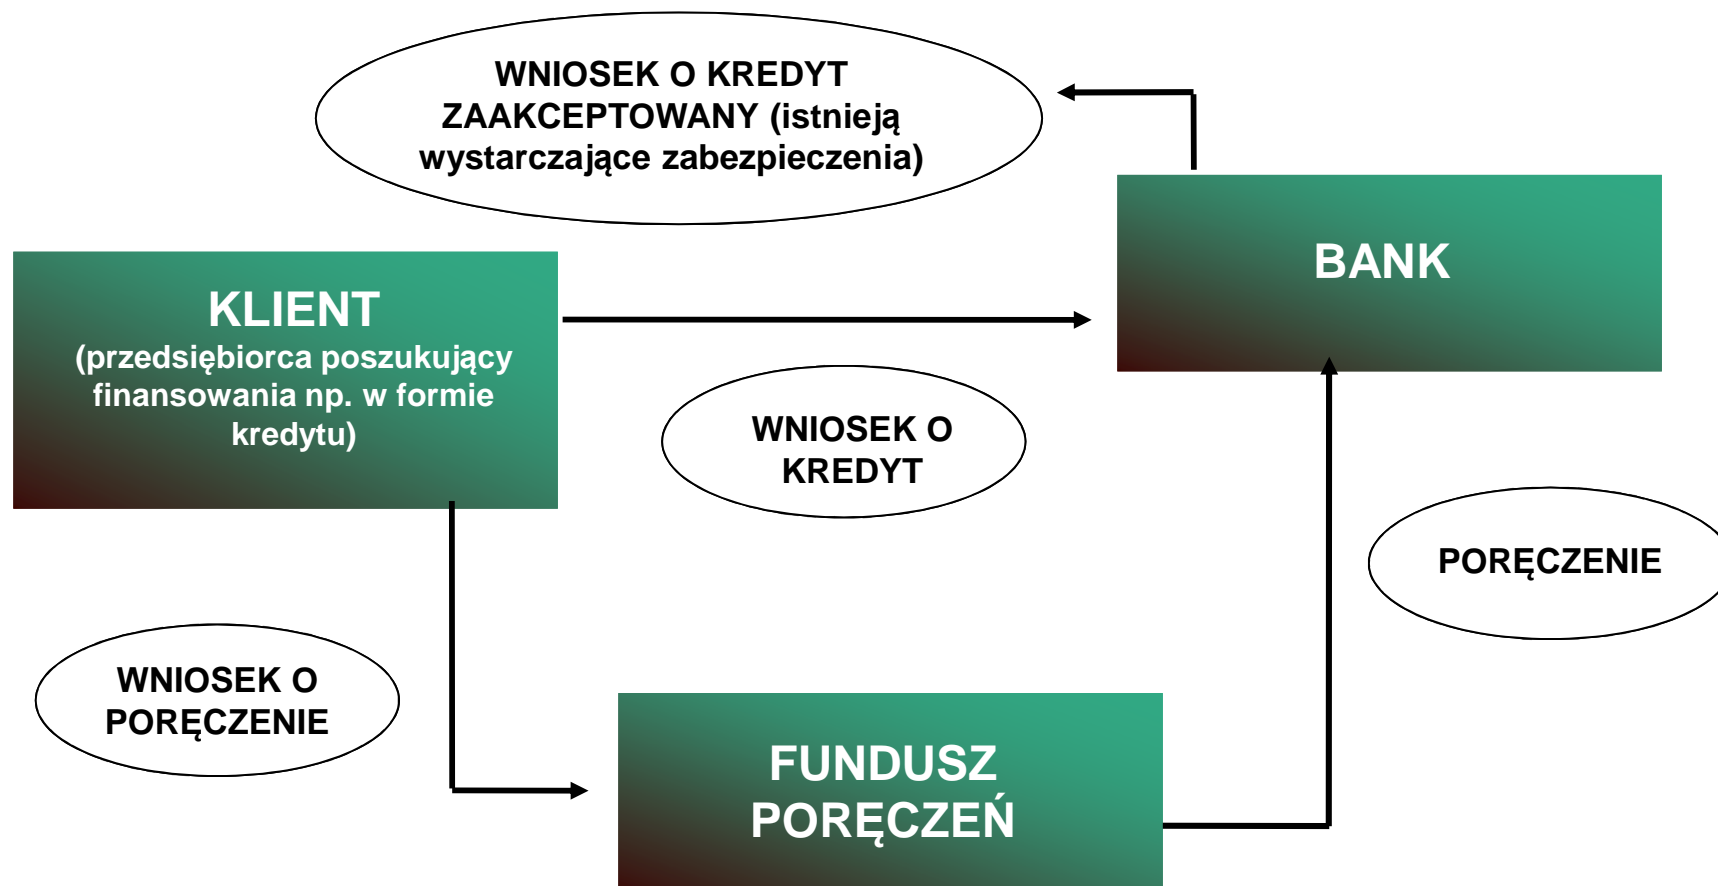 WNIOSEK O KREDYT
ZAAKCEPTOWANY (istnieją
wystarczające zabezpieczenia)
BANK
KLIENT
(przedsiębiorca poszukujący
finansowania np. w formie
kredytu)
WNIOSEK O
KREDYT
PORĘCZENIE
WNIOSEK O
PORĘCZENIE
FUNDUSZ
PORĘCZEŃ